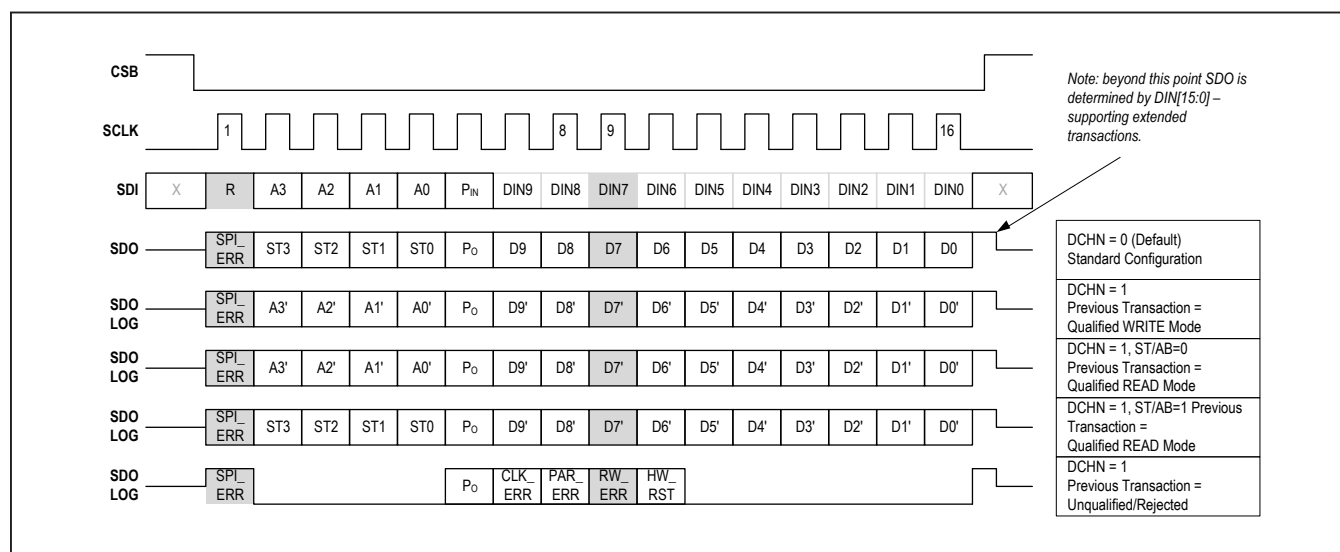 CSB
Note: beyond this point SDO is
determined by DIN[15:0] –
supporting extended
transactions.
SCLK 1 8 9 16
SDI X R A3 A2 A1 A0 PIN DIN9 DIN8 DIN7 DIN6 DIN5 DIN4 DIN3 DIN2 DIN1 DIN0 X
SDO SPI_
ERR ST3 ST2 ST1 ST0 PO D9 D8 D7 D6 D5 D4 D3 D2 D1 D0
DCHN = 0 (Default)
Standard Configuration
SDO
LOG SPI_
ERR A3' A2' A1' A0' PO D9' D8' D7' D6' D5' D4' D3' D2' D1' D0'
DCHN = 1
Previous Transaction =
Qualified WRITE Mode
SDO
LOG SPI_
ERR A3' A2' A1' A0' PO D9' D8' D7' D6' D5' D4' D3' D2' D1' D0'
DCHN = 1, ST/AB=0
Previous Transaction =
Qualified READ Mode
SDO
LOG SPI_
ERR ST3 ST2 ST1 ST0 PO D9' D8' D7' D6' D5' D4' D3' D2' D1' D0'
DCHN = 1, ST/AB=1 Previous
Transaction =
Qualified READ Mode
SDO
LOG SPI_
ERR PO CLK_
ERR PAR_
ERR RW_
ERR HW_
RST
DCHN = 1
Previous Transaction =
Unqualified/Rejected